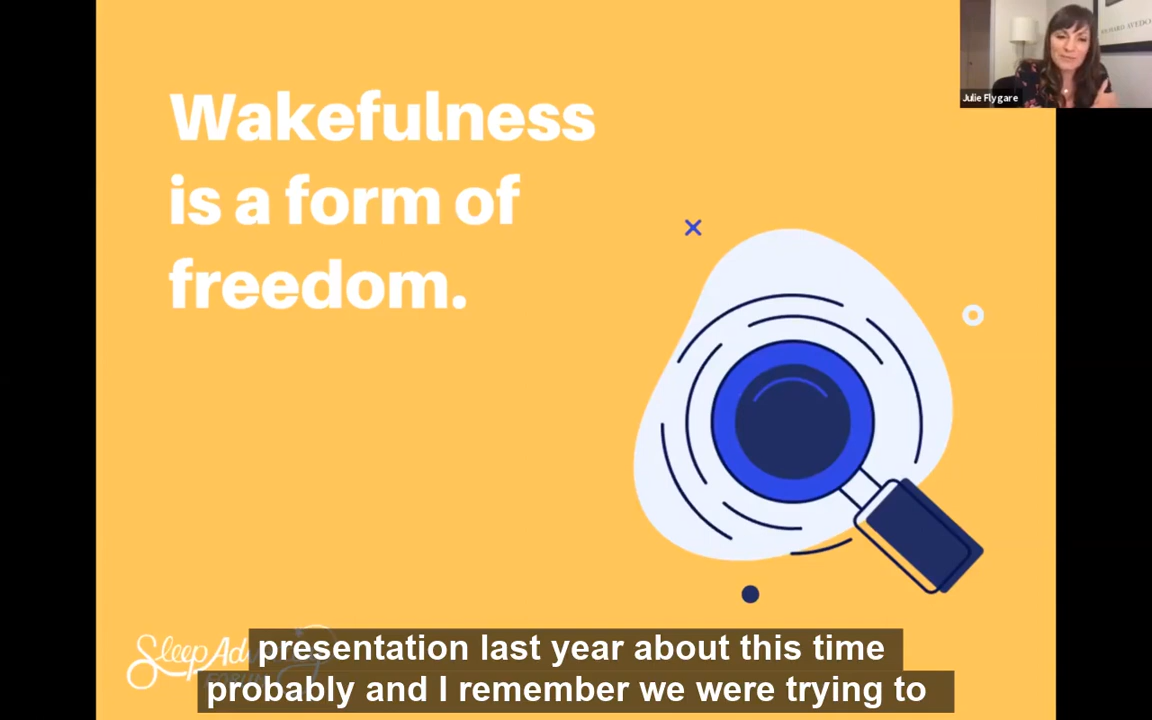 Wakefulness
is a form of
freedom.
Julie Flygare
Sleep
presentation last year about this time
probably and I remember we were trying to